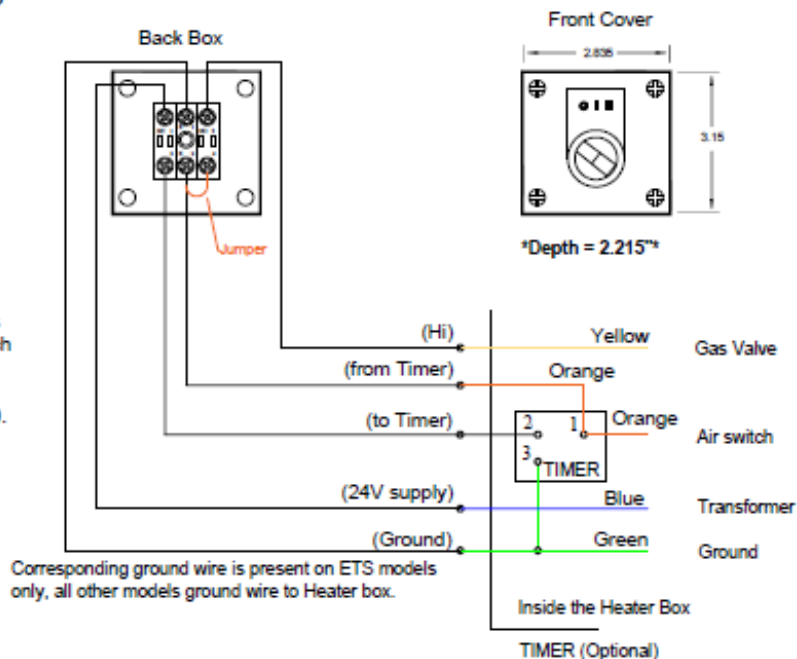 Front Cover
Back Box
2.835
3.15
Jumper
*Depth = 2.215"*
(Hi)
Yellow
Gas Valve
(from Timer)
Orange
(to Timer)
2
1
Orange
Air switch
3
TIMER
(24V supply)
Blue
Transformer
(Ground)
Green
Ground
Corresponding ground wire is present on ETS models
only, all other models ground wire to Heater box.
Inside the Heater Box
TIMER (Optional)